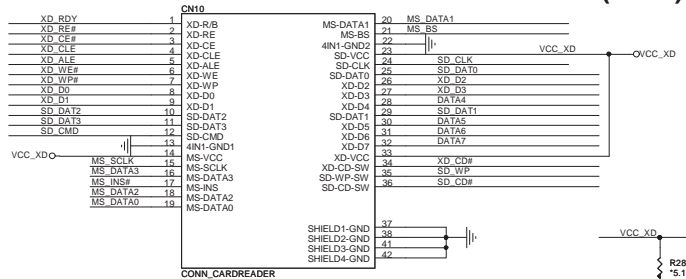 CN10
XD_RDY 1 XD-R/B
XD_RE# 2 XD-RE
XD_CE# 3 XD-CE
XD_CLE 4 XD-CLE
XD_ALE 5 XD-ALE
XD_WE# 6 XD-WE
XD_WP# 7 XD-WP
XD_D0 8 XD-D0
XD_D1 9 XD-D1
SD_DAT2 10 SD-DAT2
SD_DAT3 11 SD-DAT3
SD_CMD 12 SD-CMD
13 4IN1-GND1
VCC_XD 14 MS-VCC
MS_SCLK 15 MS-SCLK
MS_DATA3 16 MS-DATA3
MS_INS# 17 MS-INS
MS_DATA2 18 MS-DATA2
MS_DATA0 19 MS-DATA0
MS-DATA1 20 MS_DATA1
MS-BS 21 MS_BS
4IN1-GND2 22
SD-VCC 23 VCC_XD VCC_XD
SD-CLK 24 SD_CLK
SD-DAT0 25 SD_DAT0
XD-D2 26 XD_D2
XD-D3 27 XD_D3
XD-D4 28 DATA4
SD-DAT1 29 SD_DAT1
XD-D5 30 DATA5
XD-D6 31 DATA6
XD-D7 32 DATA7
XD-VCC 33
XD-CD-SW 34 XD_CD#
SD-WP-SW 35 SD_WP
SD-CD-SW 36 SD_CD#
SHIELD1-GND 37
SHIELD2-GND 38
SHIELD3-GND 41
SHIELD4-GND 42
CONN_CARDREADER
VCC_XD
R28
*5.1